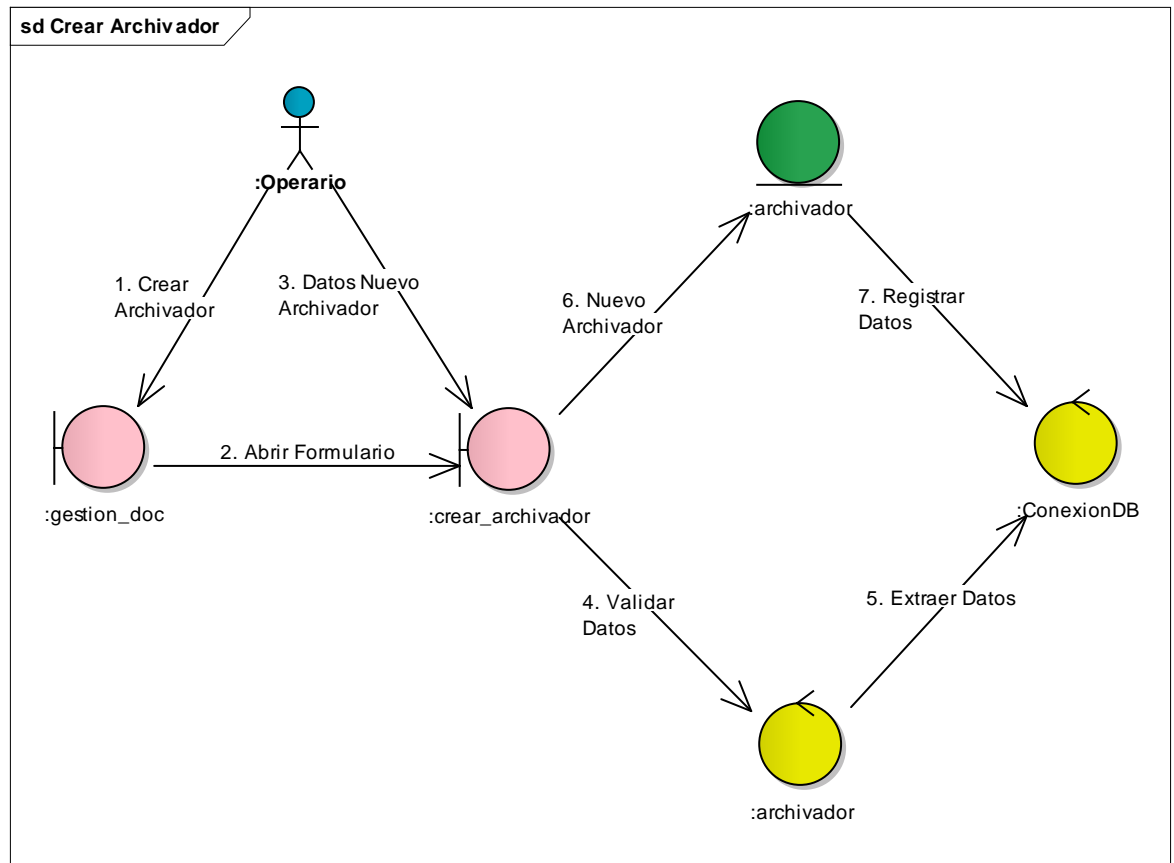 sd Crear Archivador
:Operario
:archivador
1. Crear
Archivador
3. Datos Nuevo
Archivador
6. Nuevo
Archivador
7. Registrar
Datos
2. Abrir Formulario
:gestion_doc
:crear_archivador
:ConexionDB
4. Validar
Datos
5. Extraer Datos
:archivador